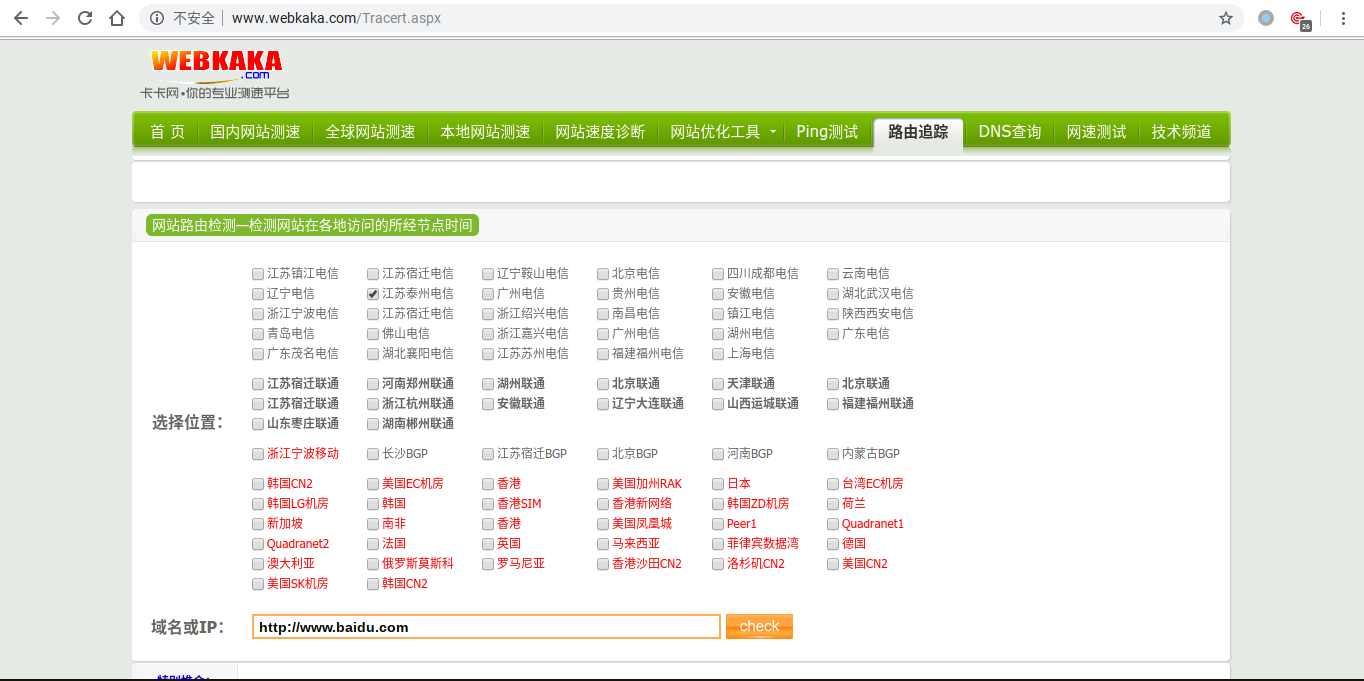 不安全 www.webkaka.com/Tracert.aspx
26
WEBKAKA
.com
卡卡网•你的专业测速平台
首 页 国内网站测速 全球网站测速 本地网站测速 网站速度诊断 网站优化工具 Ping测试 路由追踪 DNS查询 网速测试 技术频道
网站路由检测—检测网站在各地访问的所经节点时间
江苏镇江电信 江苏宿迁电信 辽宁鞍山电信 北京电信 四川成都电信 云南电信
辽宁电信 江苏泰州电信 广州电信 贵州电信 安徽电信 湖北武汉电信
浙江宁波电信 江苏宿迁电信 浙江绍兴电信 南昌电信 镇江电信 陕西西安电信
青岛电信 佛山电信 浙江嘉兴电信 广州电信 湖州电信 广东电信
广东茂名电信 湖北襄阳电信 江苏苏州电信 福建福州电信 上海电信
江苏宿迁联通 河南郑州联通 湖州联通 北京联通 天津联通 北京联通
江苏宿迁联通 浙江杭州联通 安徽联通 辽宁大连联通 山西运城联通 福建福州联通
选择位置：
山东枣庄联通 湖南郴州联通
浙江宁波移动 长沙BGP 江苏宿迁BGP 北京BGP 河南BGP 内蒙古BGP
韩国CN2 美国EC机房 香港 美国加州RAK 日本 台湾EC机房
韩国LG机房 韩国 香港SIM 香港新网络 韩国ZD机房 荷兰
新加坡 南非 香港 美国凤凰城 Peer1 Quadranet1
Quadranet2 法国 英国 马来西亚 菲律宾数据湾 德国
澳大利亚 俄罗斯莫斯科 罗马尼亚 香港沙田CN2 洛杉矶CN2 美国CN2
美国SK机房 韩国CN2
域名或IP： http://www.baidu.com check